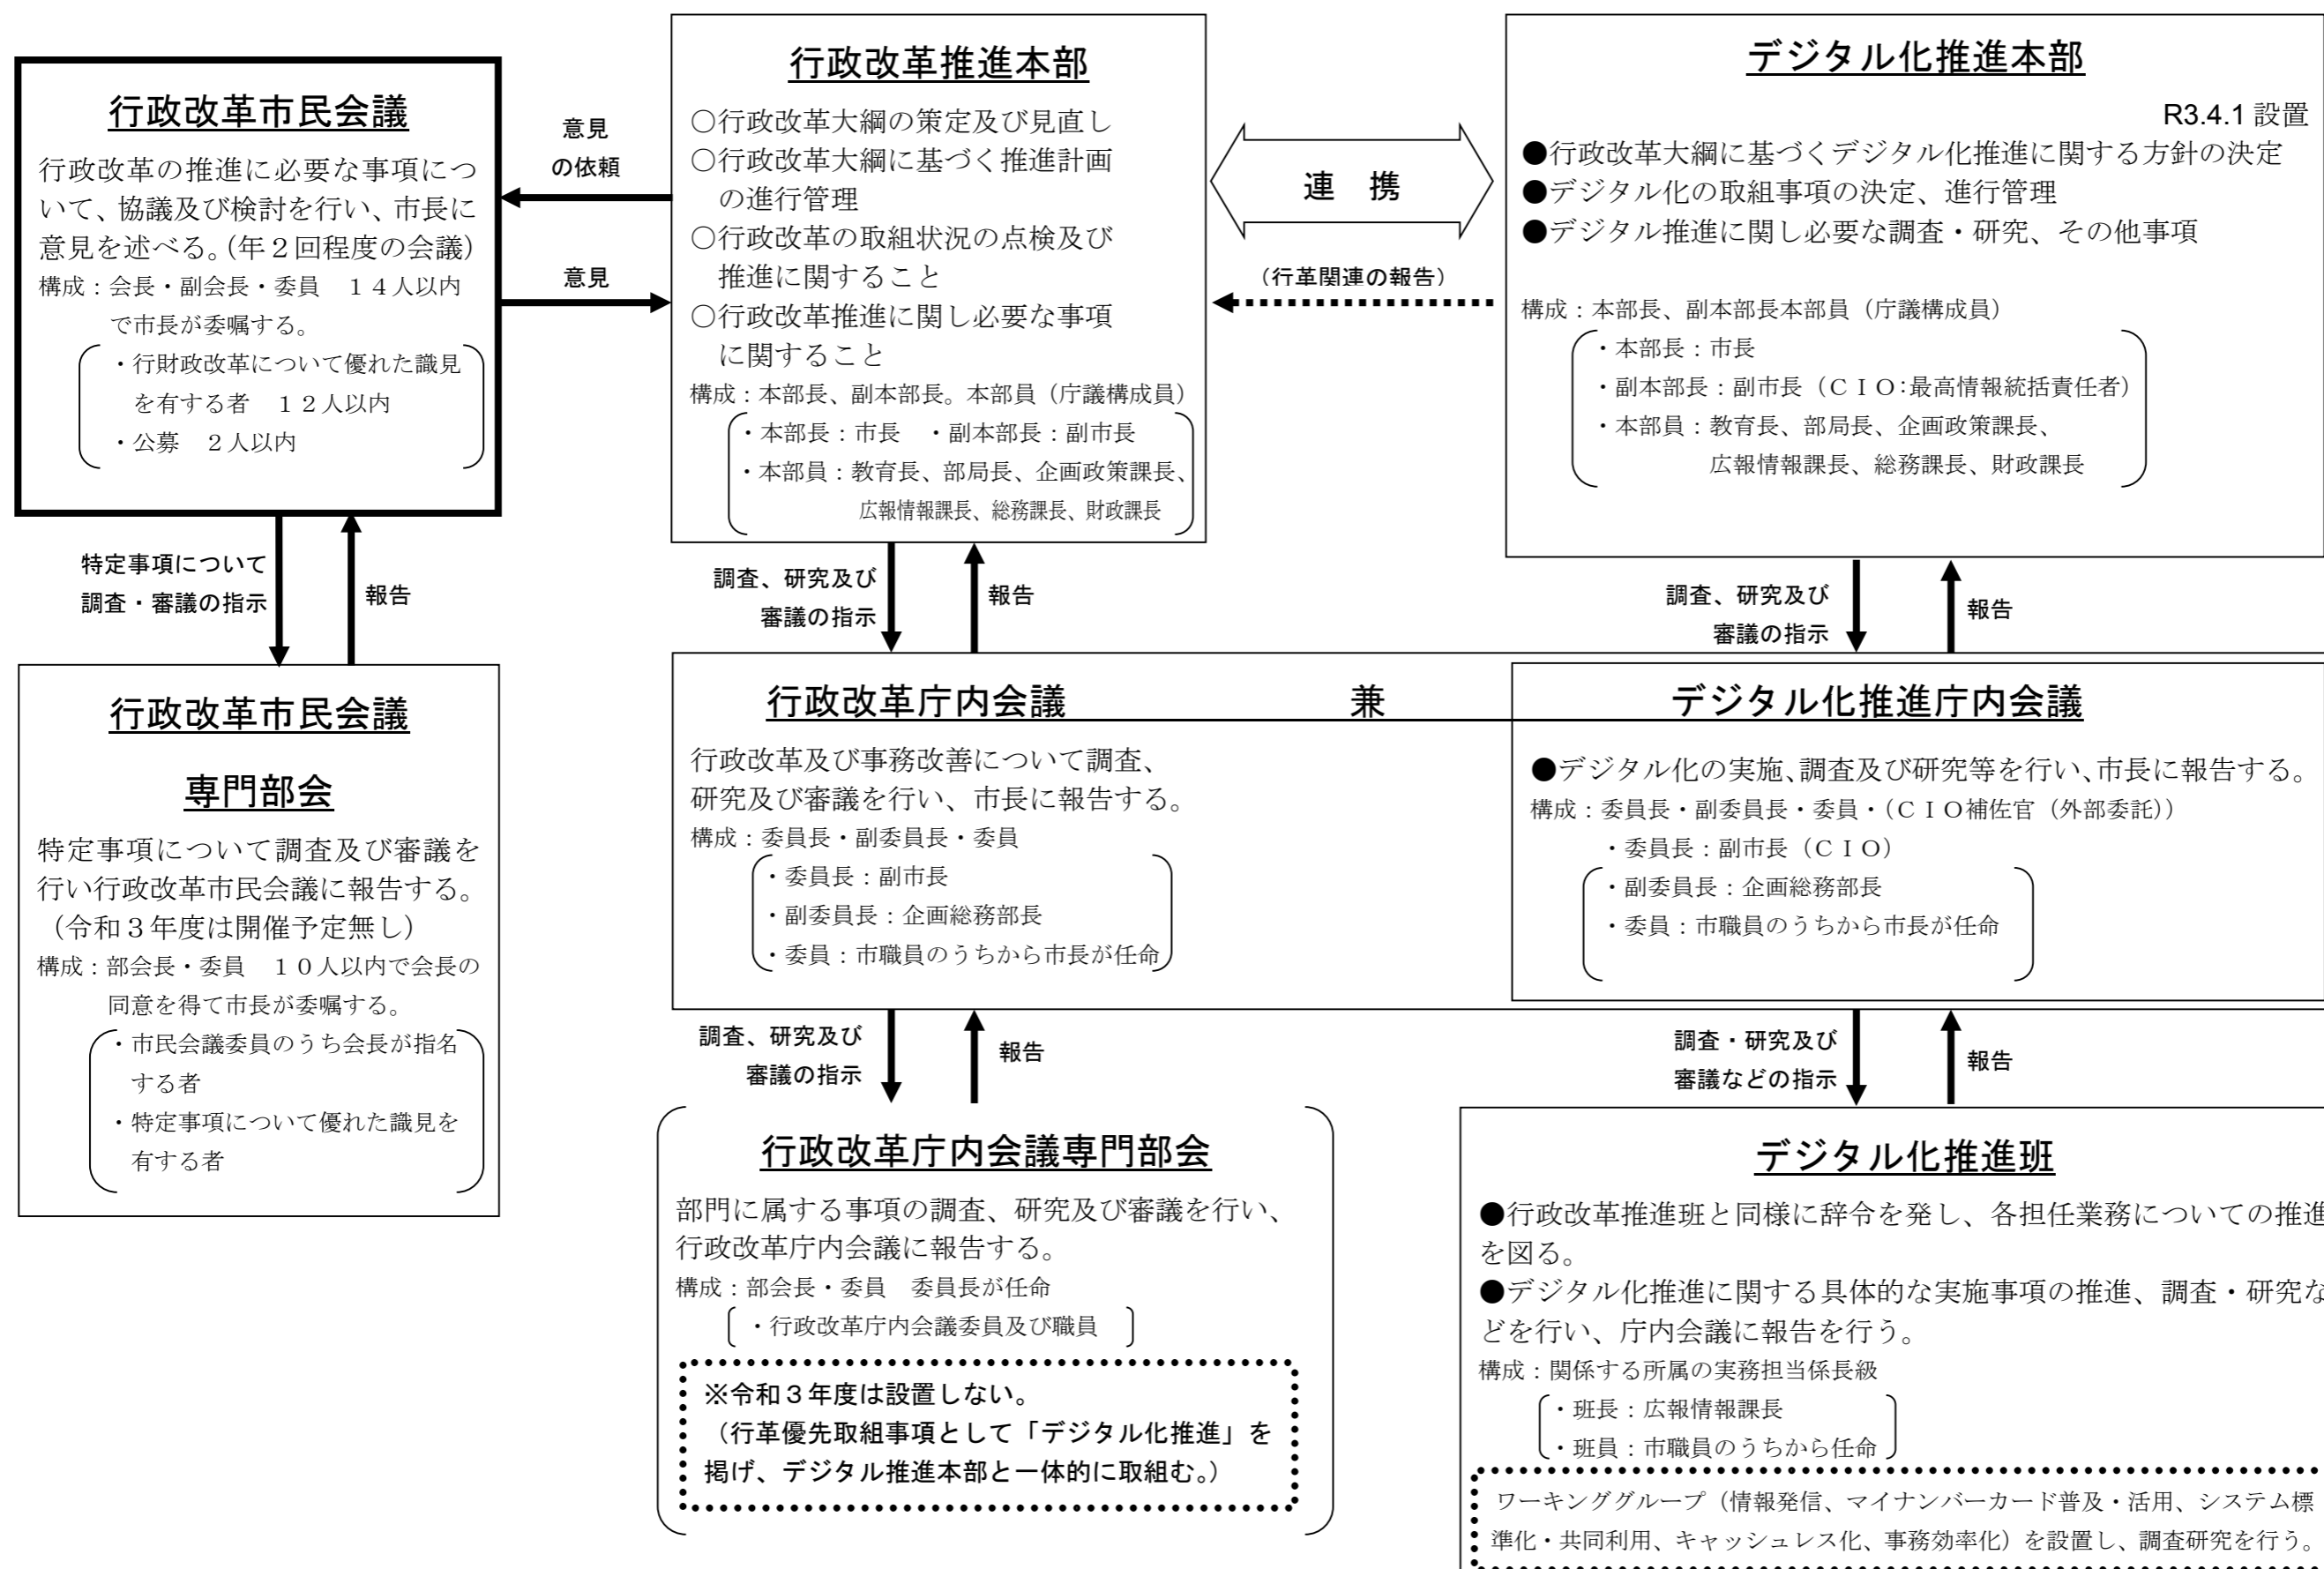 行政改革市民会議
行政改革の推進に必要な事項につ
いて、協議及び検討を行い、市長に
意見を述べる。（年２回程度の会議）
構成：会長・副会長・委員　１４人以内
で市長が委嘱する。
・行財政改革について優れた識見
を有する者　１２人以内
・公募　２人以内
意見
の依頼
意見
行政改革推進本部
○行政改革大綱の策定及び見直し
○行政改革大綱に基づく推進計画
の進行管理
○行政改革の取組状況の点検及び
推進に関すること
○行政改革推進に関し必要な事項
に関すること
構成：本部長、副本部長。本部員（庁議構成員）
・本部長：市長　・副本部長：副市長
・本部員：教育長、部局長、企画政策課長、
広報情報課長、総務課長、財政課長
連　携
（行革関連の報告）
デジタル化推進本部
R3.4.1 設置
●行政改革大綱に基づくデジタル化推進に関する方針の決定
●デジタル化の取組事項の決定、進行管理
●デジタル推進に関し必要な調査・研究、その他事項
構成：本部長、副本部長本部員（庁議構成員）
・本部長：市長
・副本部長：副市長（ＣＩＯ：最高情報統括責任者）
・本部員：教育長、部局長、企画政策課長、
広報情報課長、総務課長、財政課長
特定事項について
調査・審議の指示
報告
調査、研究及び
審議の指示
報告
調査、研究及び
審議の指示
報告
行政改革市民会議
専門部会
特定事項について調査及び審議を
行い行政改革市民会議に報告する。
（令和３年度は開催予定無し）
構成：部会長・委員　１０人以内で会長の
同意を得て市長が委嘱する。
・市民会議委員のうち会長が指名
する者
・特定事項について優れた識見を
有する者
行政改革庁内会議　兼　デジタル化推進庁内会議
行政改革及び事務改善について調査、
研究及び審議を行い、市長に報告する。
構成：委員長・副委員長・委員
・委員長：副市長
・副委員長：企画総務部長
・委員：市職員のうちから市長が任命
●デジタル化の実施、調査及び研究等を行い、市長に報告する。
構成：委員長・副委員長・委員・（ＣＩＯ補佐官（外部委託））
・委員長：副市長（ＣＩＯ）
・副委員長：企画総務部長
・委員：市職員のうちから市長が任命
調査、研究及び
審議の指示
報告
調査・研究及び
審議などの指示
報告
行政改革庁内会議専門部会
部門に属する事項の調査、研究及び審議を行い、
行政改革庁内会議に報告する。
構成：部会長・委員　委員長が任命
・行政改革庁内会議委員及び職員
※令和３年度は設置しない。
（行革優先取組事項として「デジタル化推進」を
掲げ、デジタル推進本部と一体的に取組む。）
デジタル化推進班
●行政改革推進班と同様に辞令を発し、各担任業務についての推進
を図る。
●デジタル化推進に関する具体的な実施事項の推進、調査・研究な
どを行い、庁内会議に報告を行う。
構成：関係する所属の実務担当係長級
・班長：広報情報課長
・班員：市職員のうちから任命
ワーキンググループ（情報発信、マイナンバーカード普及・活用、システム標
準化・共同利用、キャッシュレス化、事務効率化）を設置し、調査研究を行う。